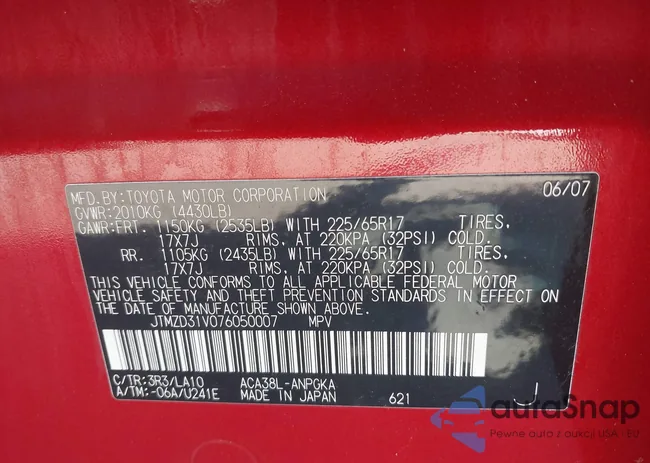 MFD.BY:TOYOTA MOTOR CORPORATION 06/07
GVWR:2010KG (4430LB)
GAWR:FRT. 1150KG (2535LB) WITH 225/65R17 TIRES,
17X7J RIMS, AT 220KPA (32PSI) COLD.
RR. 1105KG (2435LB) WITH 225/65R17 TIRES,
17X7J RIMS, AT 220KPA (32PSI) COLD.
THIS VEHICLE CONFORMS TO ALL APPLICABLE FEDERAL MOTOR
VEHICLE SAFETY AND THEFT PREVENTION STANDARDS IN EFFECT ON
THE DATE OF MANUFACTURE SHOWN ABOVE.
JTMZD31V076050007 MPV
C/TR:3R3/LA10 ACA38L-ANPGKA
A/TM:-06A/U241E MADE IN JAPAN 621 J
auraSnap
Pewne auta z aukcji USA - EU